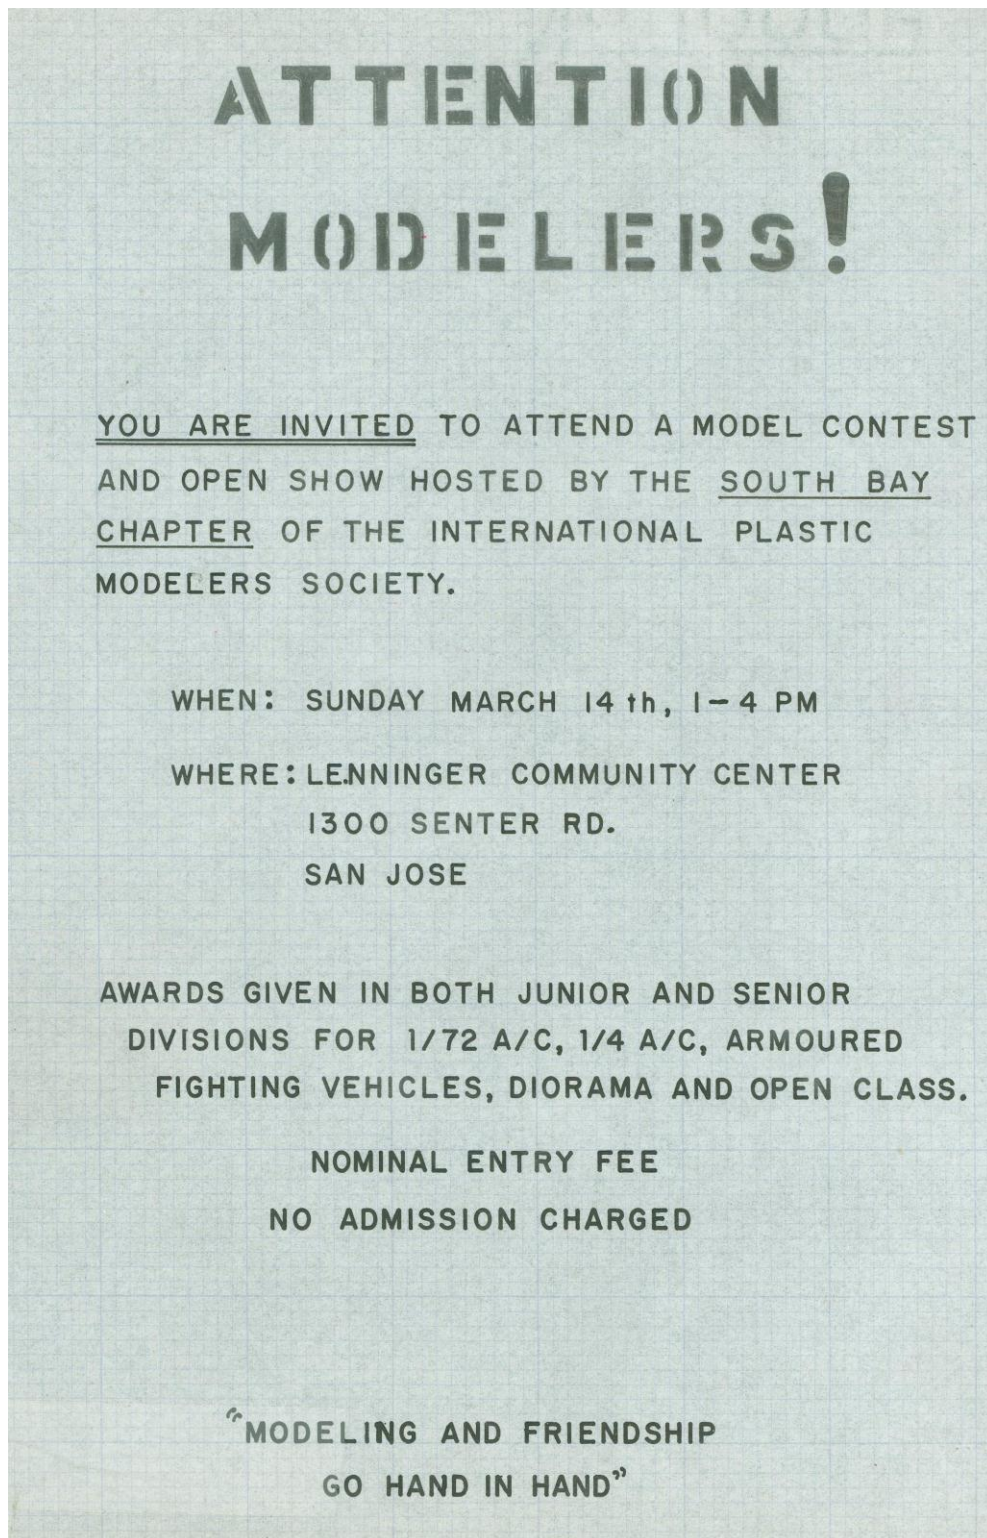 ATTENTION
MODELERS!
YOU ARE INVITED TO ATTEND A MODEL CONTEST
AND OPEN SHOW HOSTED BY THE SOUTH BAY
CHAPTER OF THE INTERNATIONAL PLASTIC
MODELERS SOCIETY.
WHEN: SUNDAY MARCH 14th, 1-4 PM
WHERE: LENNINGER COMMUNITY CENTER
1300 SENTER RD.
SAN JOSE
AWARDS GIVEN IN BOTH JUNIOR AND SENIOR
DIVISIONS FOR 1/72 A/C, 1/4 A/C, ARMOURED
FIGHTING VEHICLES, DIORAMA AND OPEN CLASS.
NOMINAL ENTRY FEE
NO ADMISSION CHARGED
"MODELING AND FRIENDSHIP
GO HAND IN HAND"